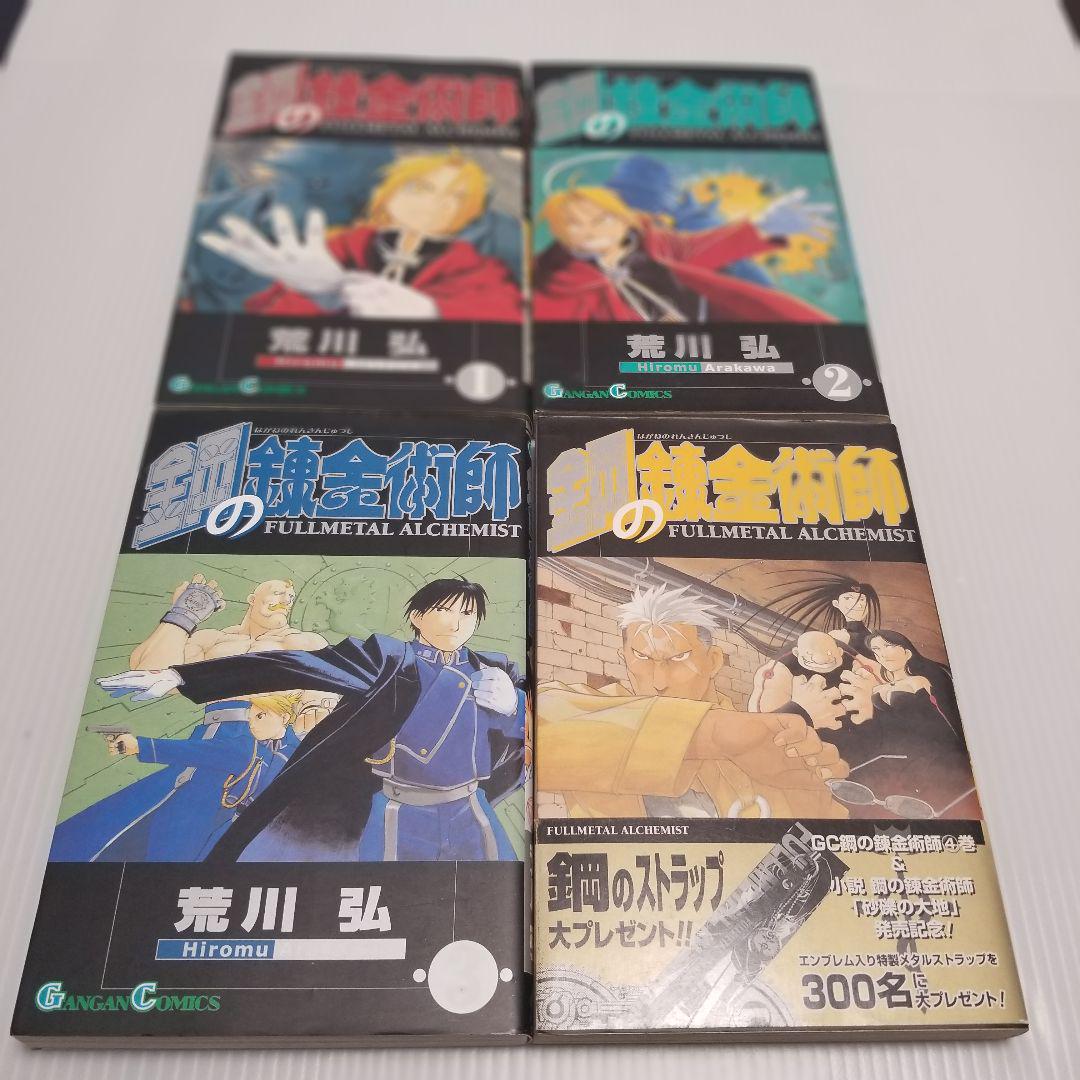 鋼の錬金術師
FULLMETAL ALCHEMIST
荒川 弘
Hiromu
1
GANGAN COMICS
鋼の錬金術師
FULLMETAL ALCHEMIST
荒川 弘
Hiromu Arakawa
2
GANGAN COMICS
はがねのれんきんじゅつし
鋼の錬金術師
FULLMETAL ALCHEMIST
荒川 弘
Hiromu
GANGAN COMICS
はがねのれんきんじゅつし
鋼の錬金術師
FULLMETAL ALCHEMIST
FULLMETAL ALCHEMIST
鋼のストラップ
大プレゼント!!
GC鋼の錬金術師④巻
&
小説 鋼の錬金術師
「砂礫の大地」
発売記念!
エンブレム入り特製メタルストラップを
300名に
大プレゼント!